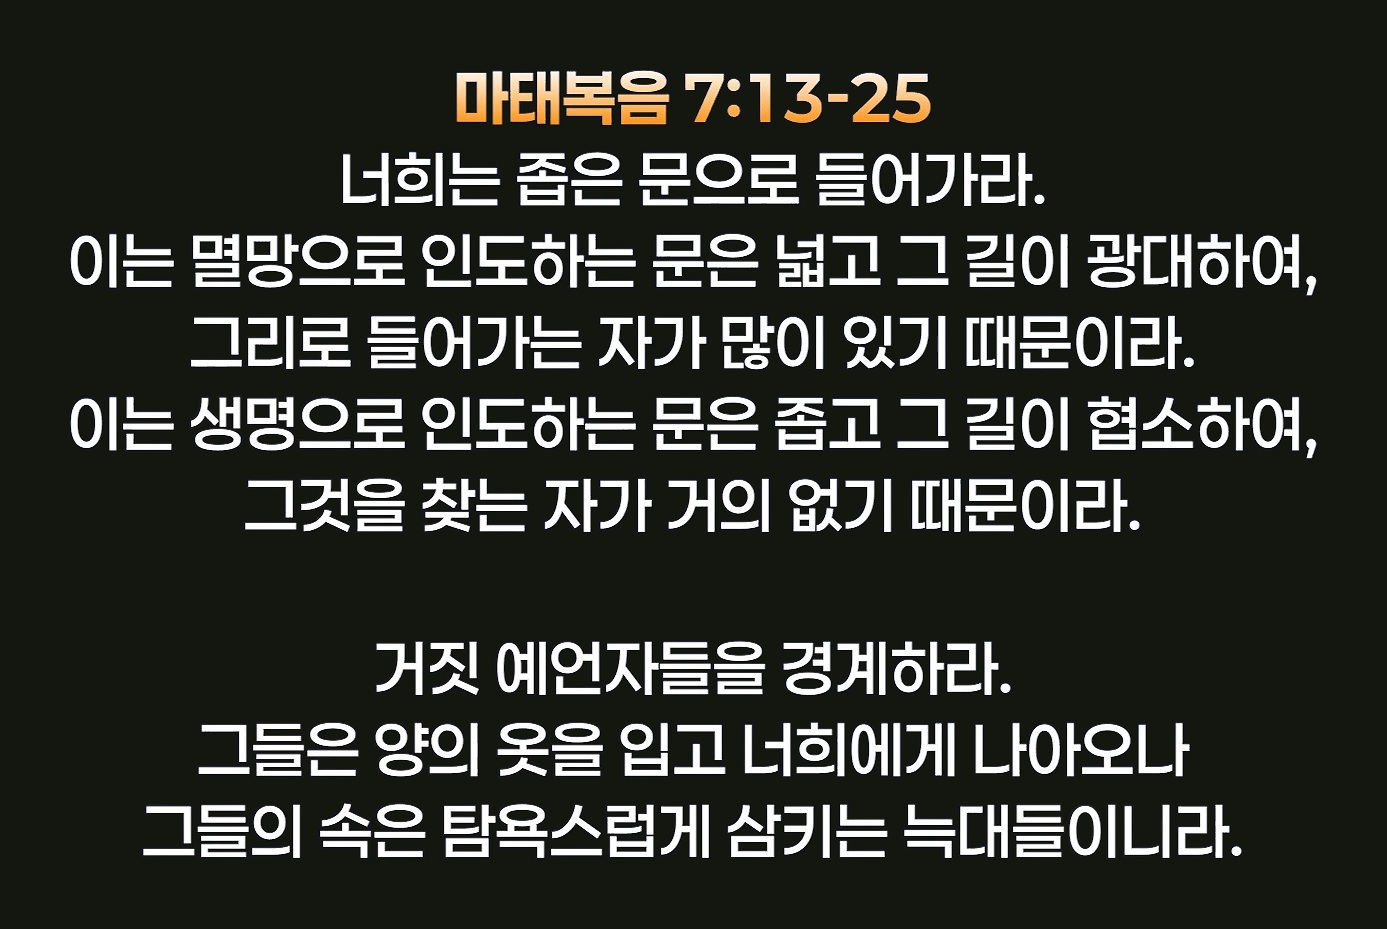 마태복음 7:13-25
너희는 좁은 문으로 들어가라.
이는 멸망으로 인도하는 문은 넓고 그 길이 광대하여,
그리로 들어가는 자가 많이 있기 때문이라.
이는 생명으로 인도하는 문은 좁고 그 길이 협소하여,
그것을 찾는 자가 거의 없기 때문이라.
거짓 예언자들을 경계하라.
그들은 양의 옷을 입고 너희에게 나아오나
그들의 속은 탐욕스럽게 삼키는 늑대들이니라.